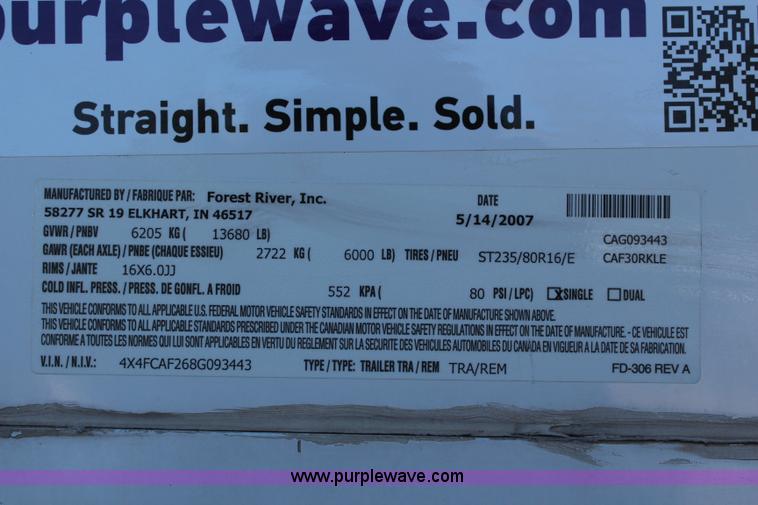 purplewave.com
Straight. Simple. Sold.
MANUFACTURED BY / FABRIQUE PAR: Forest River, Inc. DATE
58277 SR 19 ELKHART, IN 46517 5/14/2007
GVWR / PNBV 6205 KG ( 13680 LB) CAG093443
GAWR (EACH AXLE) / PNBE (CHAQUE ESSIEU) 2722 KG ( 6000 LB) TIRES / PNEU ST235/80R16/E CAF30RKLE
RIMS / JANTE 16X6.0JJ
COLD INFL. PRESS. / PRESS. DE GONFL. A FROID 552 KPA ( 80 PSI / LPC) X SINGLE DUAL
THIS VEHICLE CONFORMS TO ALL APPLICABLE U.S. FEDERAL MOTOR VEHICLE SAFETY STANDARDS IN EFFECT ON THE DATE OF MANUFACTURE SHOWN ABOVE.
THIS VEHICLE CONFORMS TO ALL APPLICABLE STANDARDS PRESCRIBED UNDER THE CANADIAN MOTOR VEHICLE SAFETY REGULATIONS IN EFFECT ON THE DATE OF MANUFACTURE. - CE VEHICULE EST
CONFORME A TOUTES LES NORMES QUI LUI SONT APPLICABLES EN VERTU DU REGLEMENT SUR LA SECURITE DES VEHICULES AUTOMOBILES DU CANADA EN VIGUEUR A LA DATE DE SA FABRICATION.
V.I.N. / N.I.V.: 4X4FCAF268G093443 TYPE / TYPE: TRAILER TRA / REM TRA/REM FD-306 REV A
www.purplewave.com